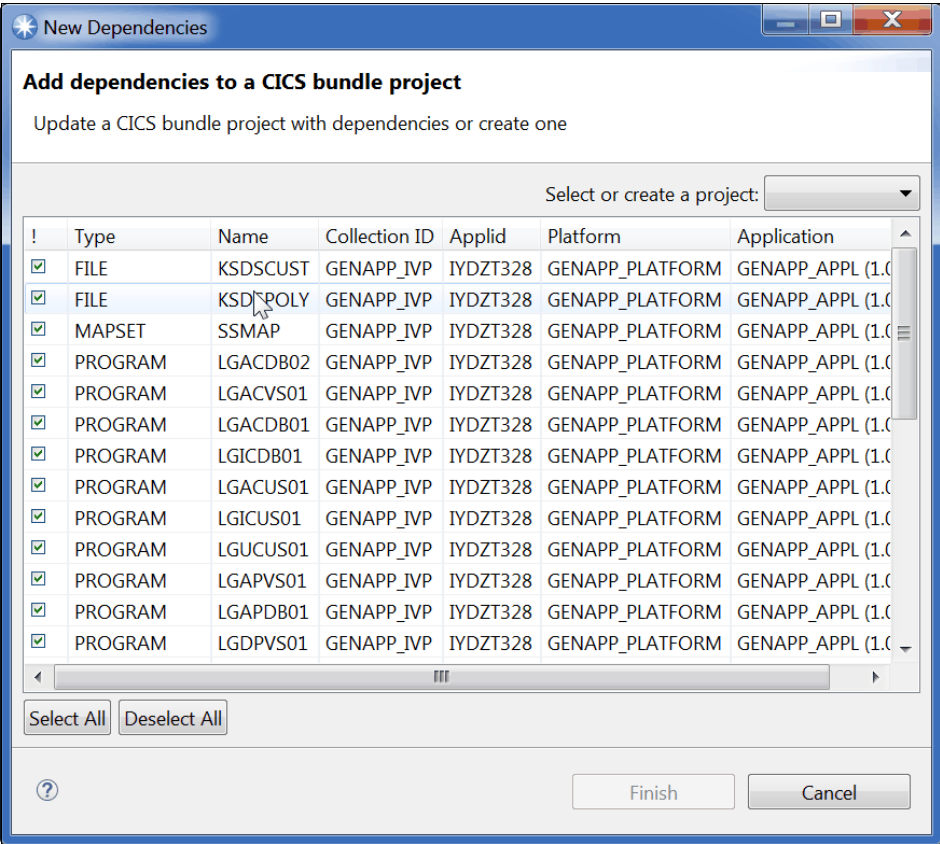 New Dependencies
Add dependencies to a CICS bundle project
Update a CICS bundle project with dependencies or create one
Select or create a project:
! Type Name Collection ID Applid Platform Application
FILE KSDSCUST GENAPP_IVP IYDZT328 GENAPP_PLATFORM GENAPP_APPL (1.0
FILE GENAPP_IVP IYDZT328 GENAPP_PLATFORM GENAPP_APPL (1.0
MAPSET SSMAP GENAPP_IVP IYDZT328 GENAPP_PLATFORM GENAPP_APPL (1.0
PROGRAM LGACDB02 GENAPP_IVP IYDZT328 GENAPP_PLATFORM GENAPP_APPL (1.0
PROGRAM LGACVS01 GENAPP_IVP IYDZT328 GENAPP_PLATFORM GENAPP_APPL (1.0
PROGRAM LGACDB01 GENAPP_IVP IYDZT328 GENAPP_PLATFORM GENAPP_APPL (1.0
PROGRAM LGICDB01 GENAPP_IVP IYDZT328 GENAPP_PLATFORM GENAPP_APPL (1.0
PROGRAM LGACUS01 GENAPP_IVP IYDZT328 GENAPP_PLATFORM GENAPP_APPL (1.0
PROGRAM LGICUS01 GENAPP_IVP IYDZT328 GENAPP_PLATFORM GENAPP_APPL (1.0
PROGRAM LGUCUS01 GENAPP_IVP IYDZT328 GENAPP_PLATFORM GENAPP_APPL (1.0
PROGRAM LGAPVS01 GENAPP_IVP IYDZT328 GENAPP_PLATFORM GENAPP_APPL (1.0
PROGRAM LGAPDB01 GENAPP_IVP IYDZT328 GENAPP_PLATFORM GENAPP_APPL (1.0
PROGRAM LGDPVS01 GENAPP_IVP IYDZT328 GENAPP_PLATFORM GENAPP_APPL (1.0
Select All Deselect All
? Finish Cancel